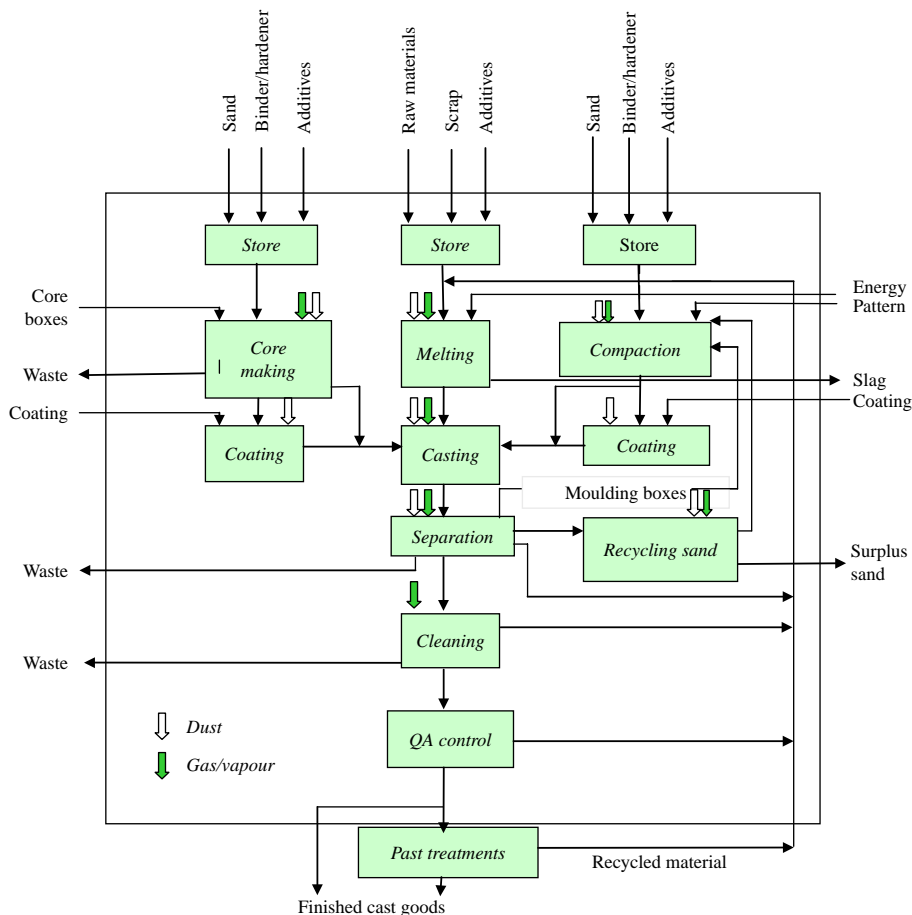 Sand
Binder/hardener
Additives
Raw materials
Scrap
Additives
Sand
Binder/hardener
Additives
Store
Store
Store
Core
boxes
Energy
Pattern
Core
making
Melting
Compaction
Waste
Slag
Coating
Coating
Coating
Casting
Coating
Moulding boxes
Separation
Recycling sand
Surplus
sand
Waste
Cleaning
Waste
Dust
QA control
Gas/vapour
Past treatments
Recycled material
Finished cast goods